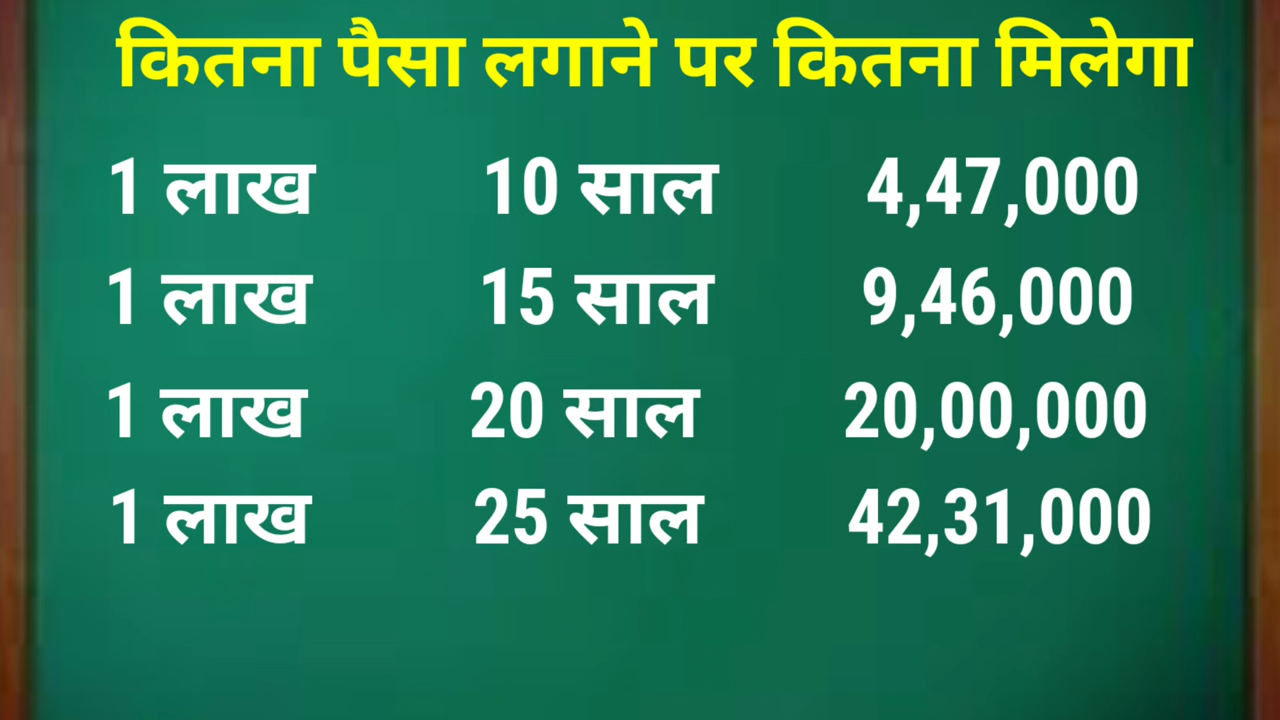 कितना पैसा लगाने पर कितना मिलेगा
1 लाख 10 साल 4,47,000
1 लाख 15 साल 9,46,000
1 लाख 20 साल 20,00,000
1 लाख 25 साल 42,31,000